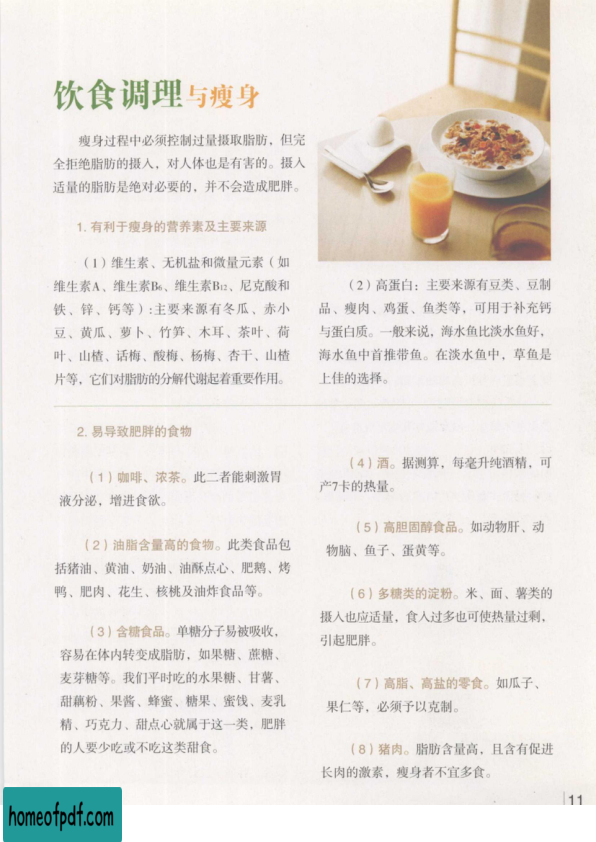 饮食调理与瘦身
瘦身过程中必须控制过量摄取脂肪，但完
全拒绝脂肪的摄入，对人体也是有害的。摄入
适量的脂肪是绝对必要的，并不会造成肥胖。
1. 有利于瘦身的营养素及主要来源
（1）维生素、无机盐和微量元素（如
维生素A、维生素B6、维生素B12、尼克酸和
铁、锌、钙等）：主要来源有冬瓜、赤小
豆、黄瓜、萝卜、竹笋、木耳、茶叶、荷
叶、山楂、话梅、酸梅、杨梅、杏干、山楂
片等，它们对脂肪的分解代谢起着重要作用。
（2）高蛋白：主要来源有豆类、豆制
品、瘦肉、鸡蛋、鱼类等，可用于补充钙
与蛋白质。一般来说，海水鱼比淡水鱼好，
海水鱼中首推带鱼。在淡水鱼中，草鱼是
上佳的选择。
2. 易导致肥胖的食物
（1）咖啡、浓茶。此二者能刺激胃
液分泌，增进食欲。
（2）油脂含量高的食物。此类食品包
括猪油、黄油、奶油、油酥点心、肥鹅、烤
鸭、肥肉、花生、核桃及油炸食品等。
（3）含糖食品。单糖分子易被吸收，
容易在体内转变成脂肪，如果糖、蔗糖、
麦芽糖等。我们平时吃的水果糖、甘薯、
甜藕粉、果酱、蜂蜜、糖果、蜜饯、麦乳
精、巧克力、甜点心就属于这一类，肥胖
的人要少吃或不吃这类甜食。
（4）酒。据测算，每毫升纯酒精，可
产7卡的热量。
（5）高胆固醇食品。如动物肝、动
物脑、鱼子、蛋黄等。
（6）多糖类的淀粉。米、面、薯类的
摄入也应适量，食入过多也可使热量过剩，
引起肥胖。
（7）高脂、高盐的零食。如瓜子、
果仁等，必须予以克制。
（8）猪肉。脂肪含量高，且含有促进
长肉的激素，瘦身者不宜多食。
11
homeofpdf.com